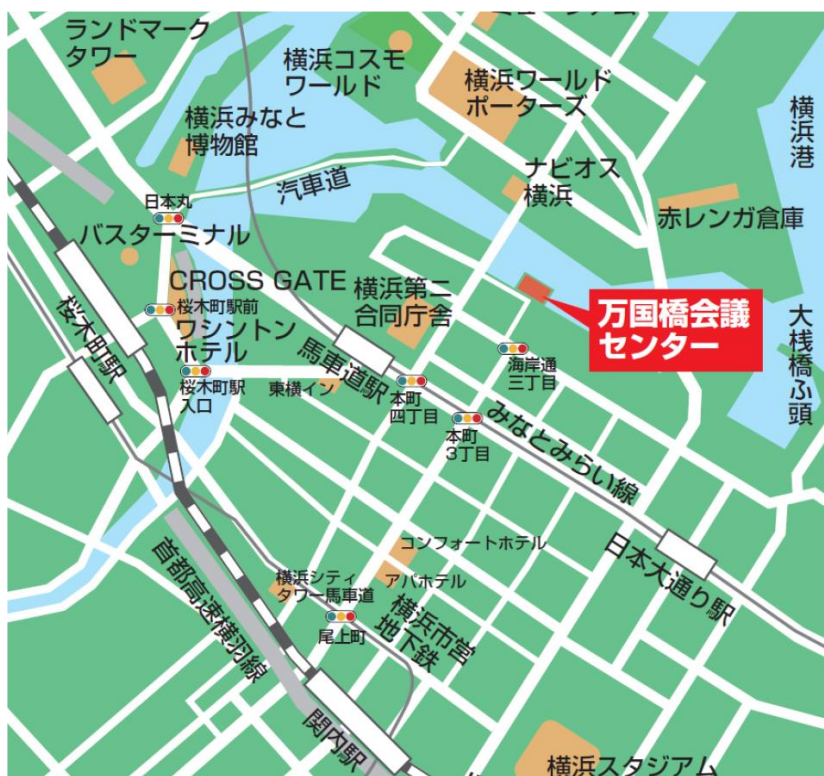 ランドマーク
タワー
横浜コスモ
ワールド
横浜ワールド
ポーターズ
横浜みなと
博物館
横浜港
ナビオス
横浜
汽車道
日本丸
赤レンガ倉庫
バスターミナル
CROSS GATE
横浜第二
合同庁舎
万国橋会議
センター
桜木町駅前
ワシントン
ホテル
桜木町駅
大桟橋ふ頭
馬車道駅
海岸通
三丁目
桜木町駅
入口
東横イン
本町
四丁目
本町
3丁目
みなとみらい線
コンフォートホテル
日本大通り駅
首都高速横羽線
横浜シティ
タワー馬車道
アパホテル
横浜市営
地下鉄
尾上町
関内駅
横浜スタジアム